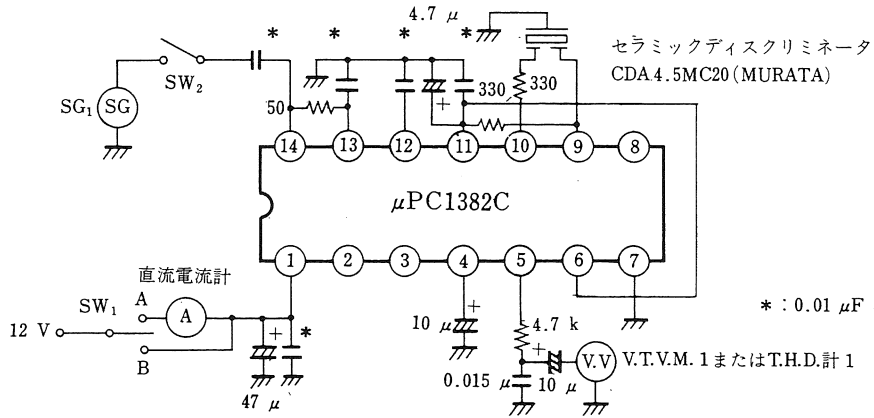 4.7 μ
* * * *
セラミックディスクリミネータ
CDA4.5MC20(MURATA)
SW2
SG1 SG
50
330
330
14 13 12 11 10 9 8
μPC1382C
1 2 3 4 5 6 7
直流電流計
SW1 A
A
12 V
B
+
*
47 μ
+
10 μ
4.7 k
+
0.015 μ
10 μ
V.V
V.T.V.M. 1またはT.H.D.計 1
* : 0.01 μF
+